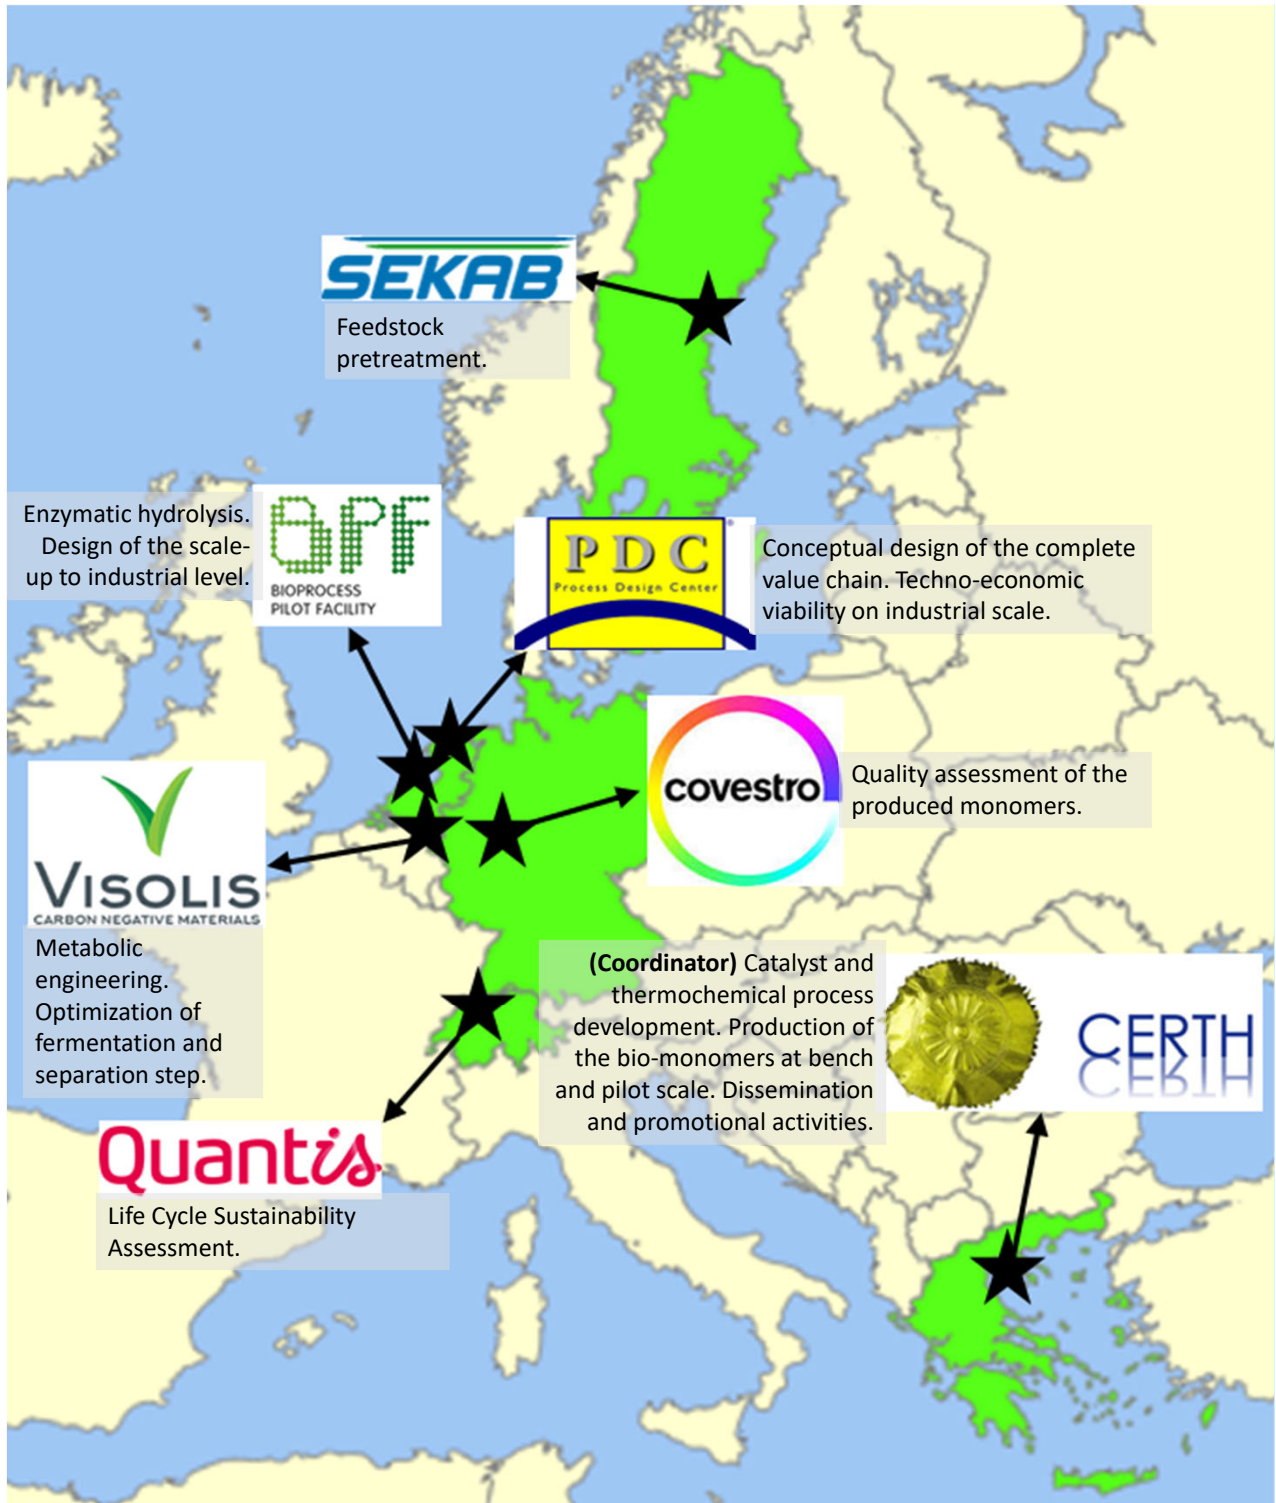 SEKAB
Feedstock
pretreatment.
Enzymatic hydrolysis.
Design of the scale-
up to industrial level.
BPF
BIOPROCESS
PILOT FACILITY
PDC
Process Design Center
Conceptual design of the complete
value chain. Techno-economic
viability on industrial scale.
covestro
Quality assessment of the
produced monomers.
VISOLIS
CARBON NEGATIVE MATERIALS
Metabolic
engineering.
Optimization of
fermentation and
separation step.
(Coordinator) Catalyst and
thermochemical process
development. Production of
the bio-monomers at bench
and pilot scale. Dissemination
and promotional activities.
CERTH
Quantis
Life Cycle Sustainability
Assessment.